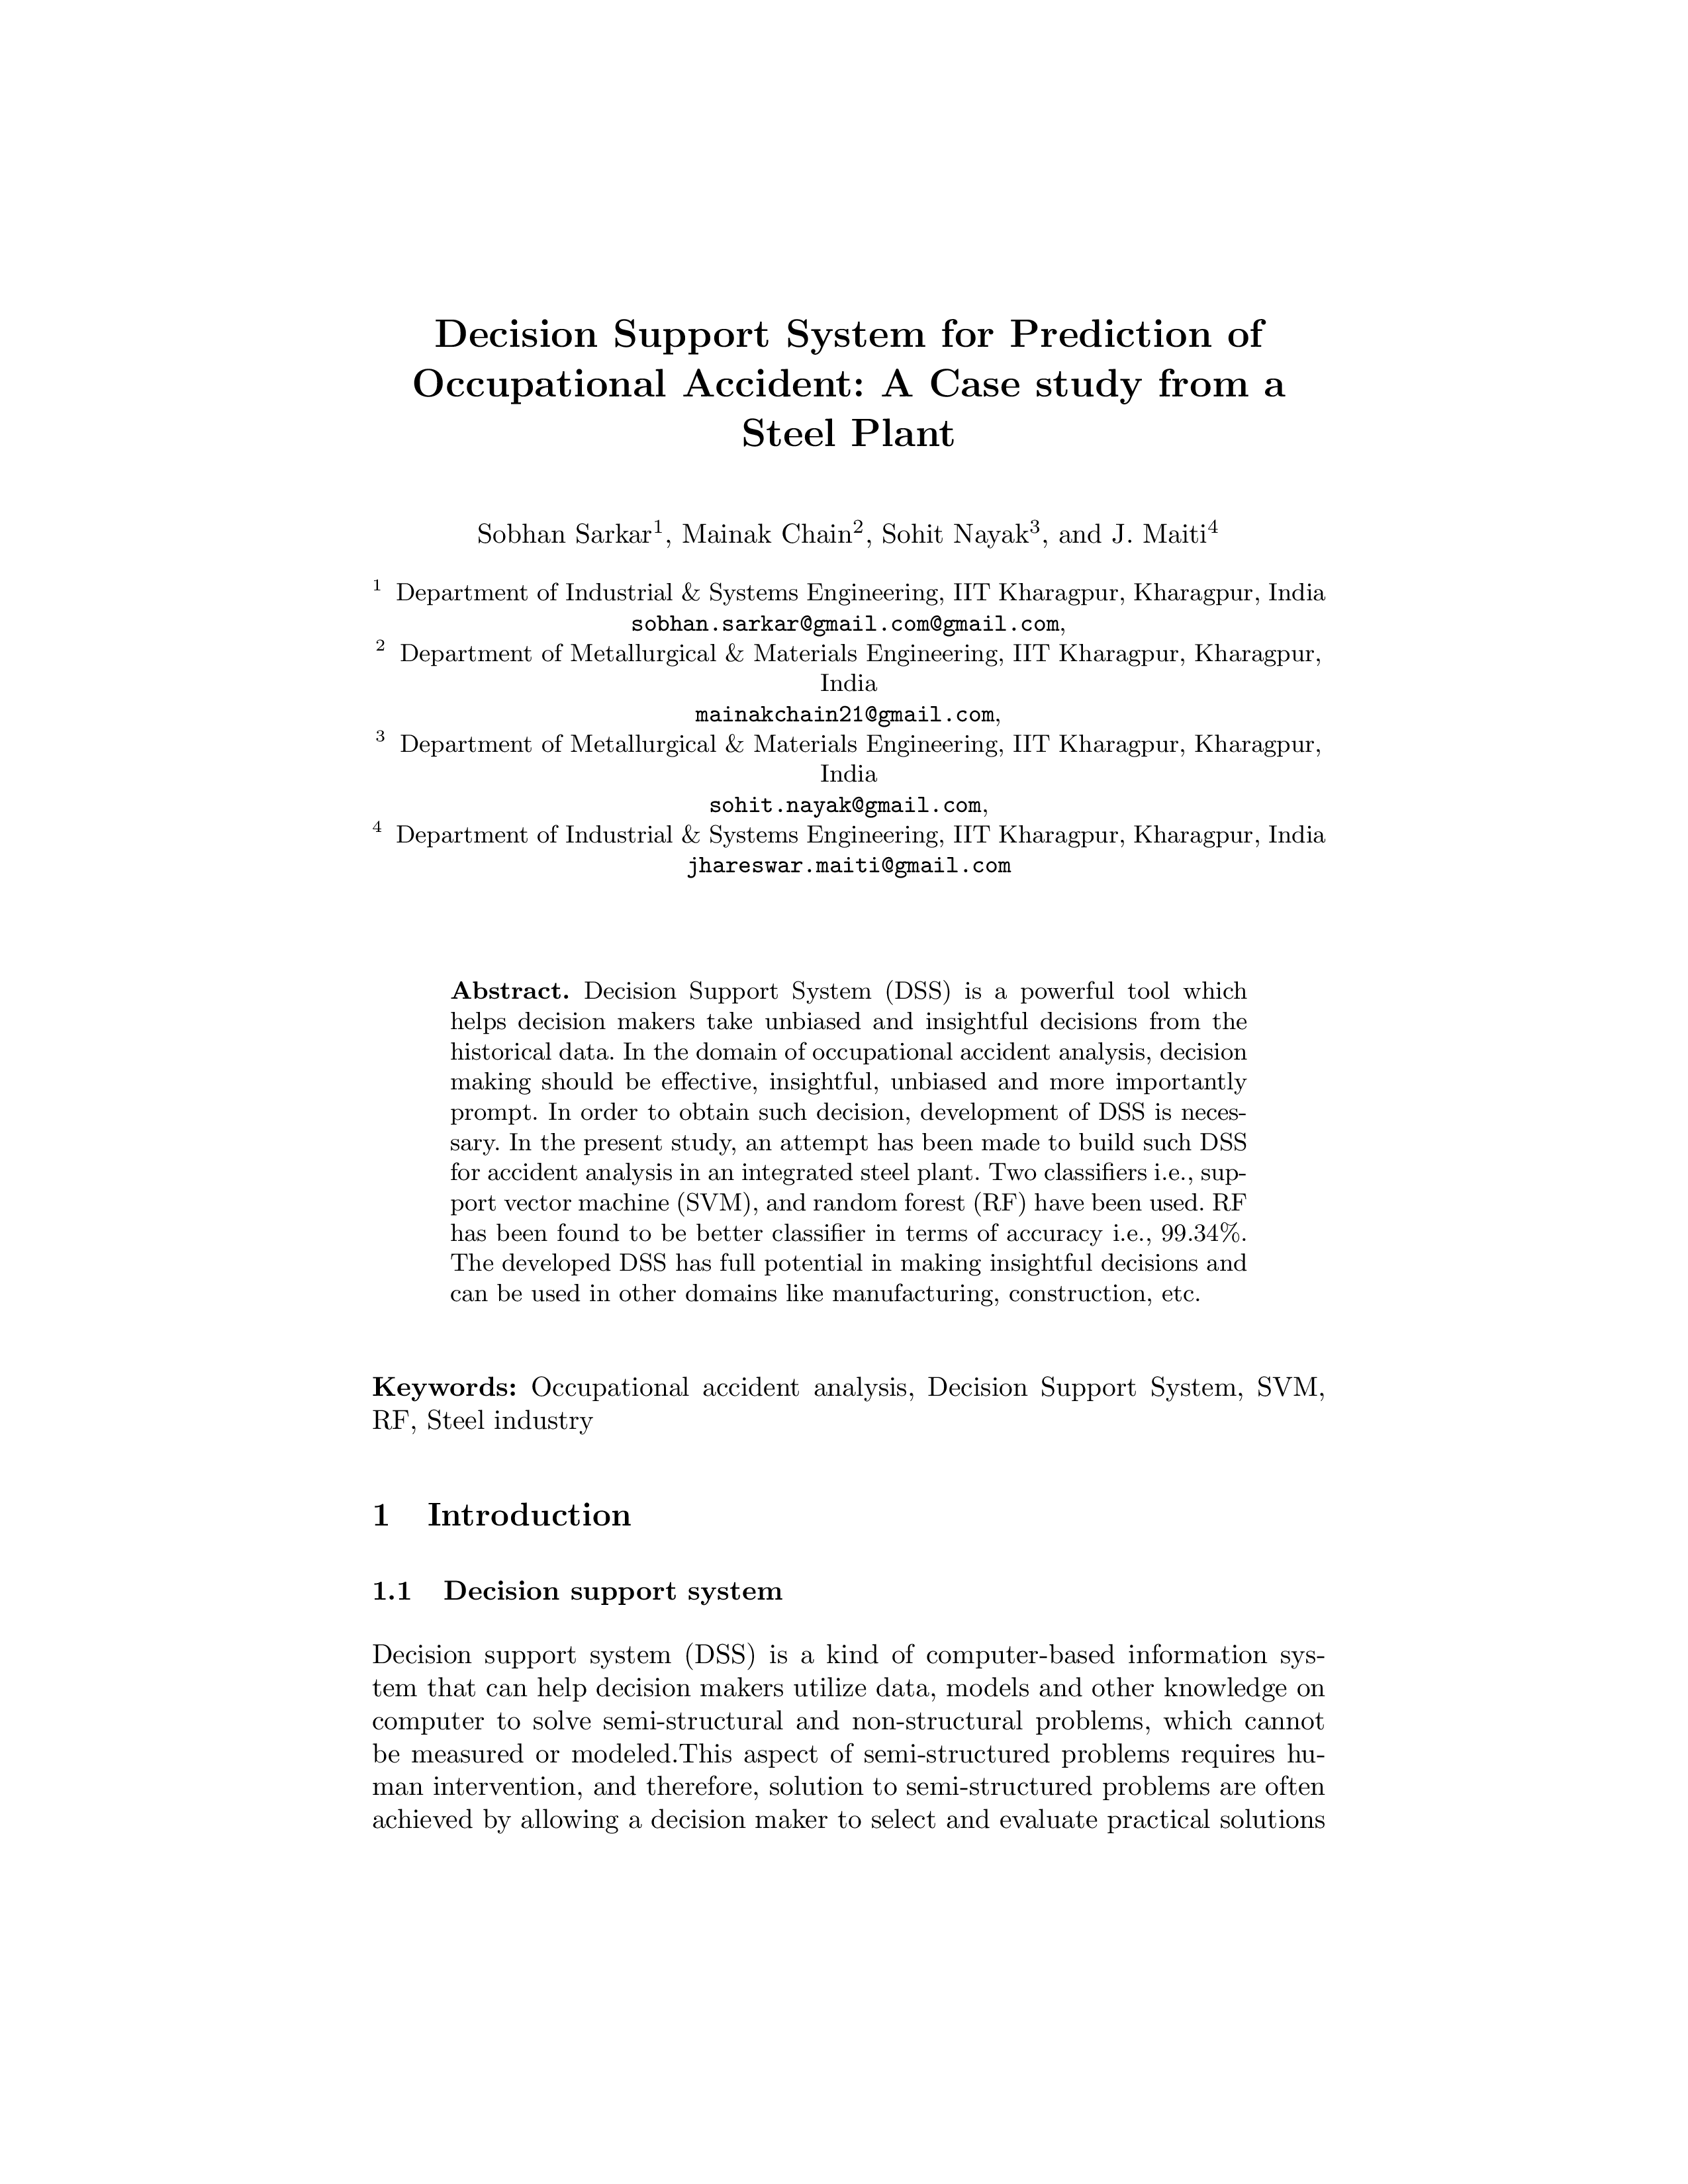 Decision Support System for Prediction of
Occupational Accident: A Case study from a
Steel Plant
Sobhan Sarkar1, Mainak Chain2, Sohit Nayak3, and J. Maiti4
1 Department of Industrial & Systems Engineering, IIT Kharagpur, Kharagpur, India
sobhan.sarkar@gmail.com@gmail.com,
2 Department of Metallurgical & Materials Engineering, IIT Kharagpur, Kharagpur,
India
mainakchain21@gmail.com,
3 Department of Metallurgical & Materials Engineering, IIT Kharagpur, Kharagpur,
India
sohit.nayak@gmail.com,
4 Department of Industrial & Systems Engineering, IIT Kharagpur, Kharagpur, India
jhareswar.maiti@gmail.com
Abstract. Decision Support System (DSS) is a powerful tool which
helps decision makers take unbiased and insightful decisions from the
historical data. In the domain of occupational accident analysis, decision
making should be effective, insightful, unbiased and more importantly
prompt. In order to obtain such decision, development of DSS is neces-
sary. In the present study, an attempt has been made to build such DSS
for accident analysis in an integrated steel plant. Two classifiers i.e., sup-
port vector machine (SVM), and random forest (RF) have been used. RF
has been found to be better classifier in terms of accuracy i.e., 99.34%.
The developed DSS has full potential in making insightful decisions and
can be used in other domains like manufacturing, construction, etc.
Keywords: Occupational accident analysis, Decision Support System, SVM,
RF, Steel industry
1 Introduction
1.1 Decision support system
Decision support system (DSS) is a kind of computer-based information sys-
tem that can help decision makers utilize data, models and other knowledge on
computer to solve semi-structural and non-structural problems, which cannot
be measured or modeled.This aspect of semi-structured problems requires hu-
man intervention, and therefore, solution to semi-structured problems are often
achieved by allowing a decision maker to select and evaluate practical solutions